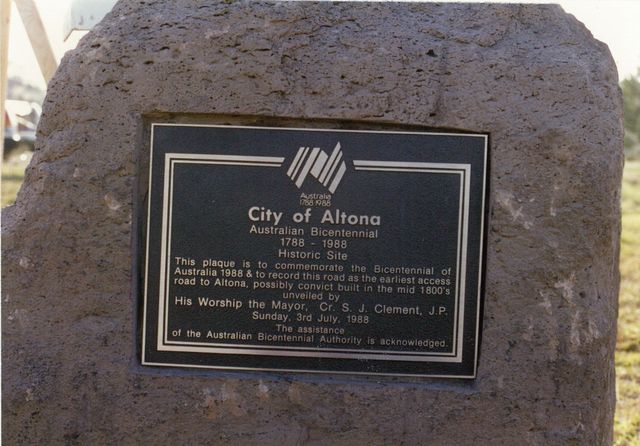 Australia
1788-1988
City of Altona
Australian Bicentennial
1788 - 1988
Historic Site
This plaque is to commemorate the Bicentennial of
Australia 1988 & to record this road as the earliest access
road to Altona, possibly convict built in the mid 1800's
unveiled by
His Worship the Mayor, Cr. S. J. Clement, J.P.
Sunday, 3rd July, 1988
The assistance
of the Australian Bicentennial Authority is acknowledged.